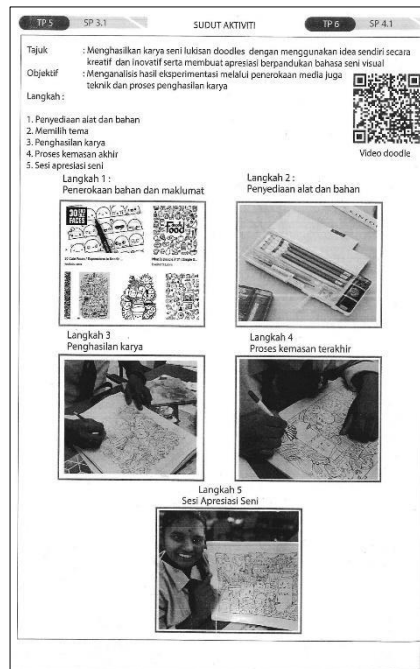 TP 5 SP 3.1 SUDUT AKTIVITI TP 6 SP 4.1
Tajuk : Menghasilkan karya seni lukisan doodles dengan menggunakan idea sendiri secara
kreatif dan inovatif serta membuat apresiasi berpandukan bahasa seni visual
Objektif : Menganalisis hasil eksperimentasi melalui penerokaan media juga
teknik dan proses penghasilan karya
Langkah :
1. Penyediaan alat dan bahan
2. Memilih tema
3. Penghasilan karya
4. Proses kemasan akhir
5. Sesi apresiasi seni
Video doodle
Langkah 1 :
Penerokaan bahan dan maklumat
Langkah 2 :
Penyediaan alat dan bahan
FACES
Food
Langkah 3
Penghasilan karya
Langkah 4
Proses kemasan terakhir
Langkah 5
Sesi Apresiasi Seni